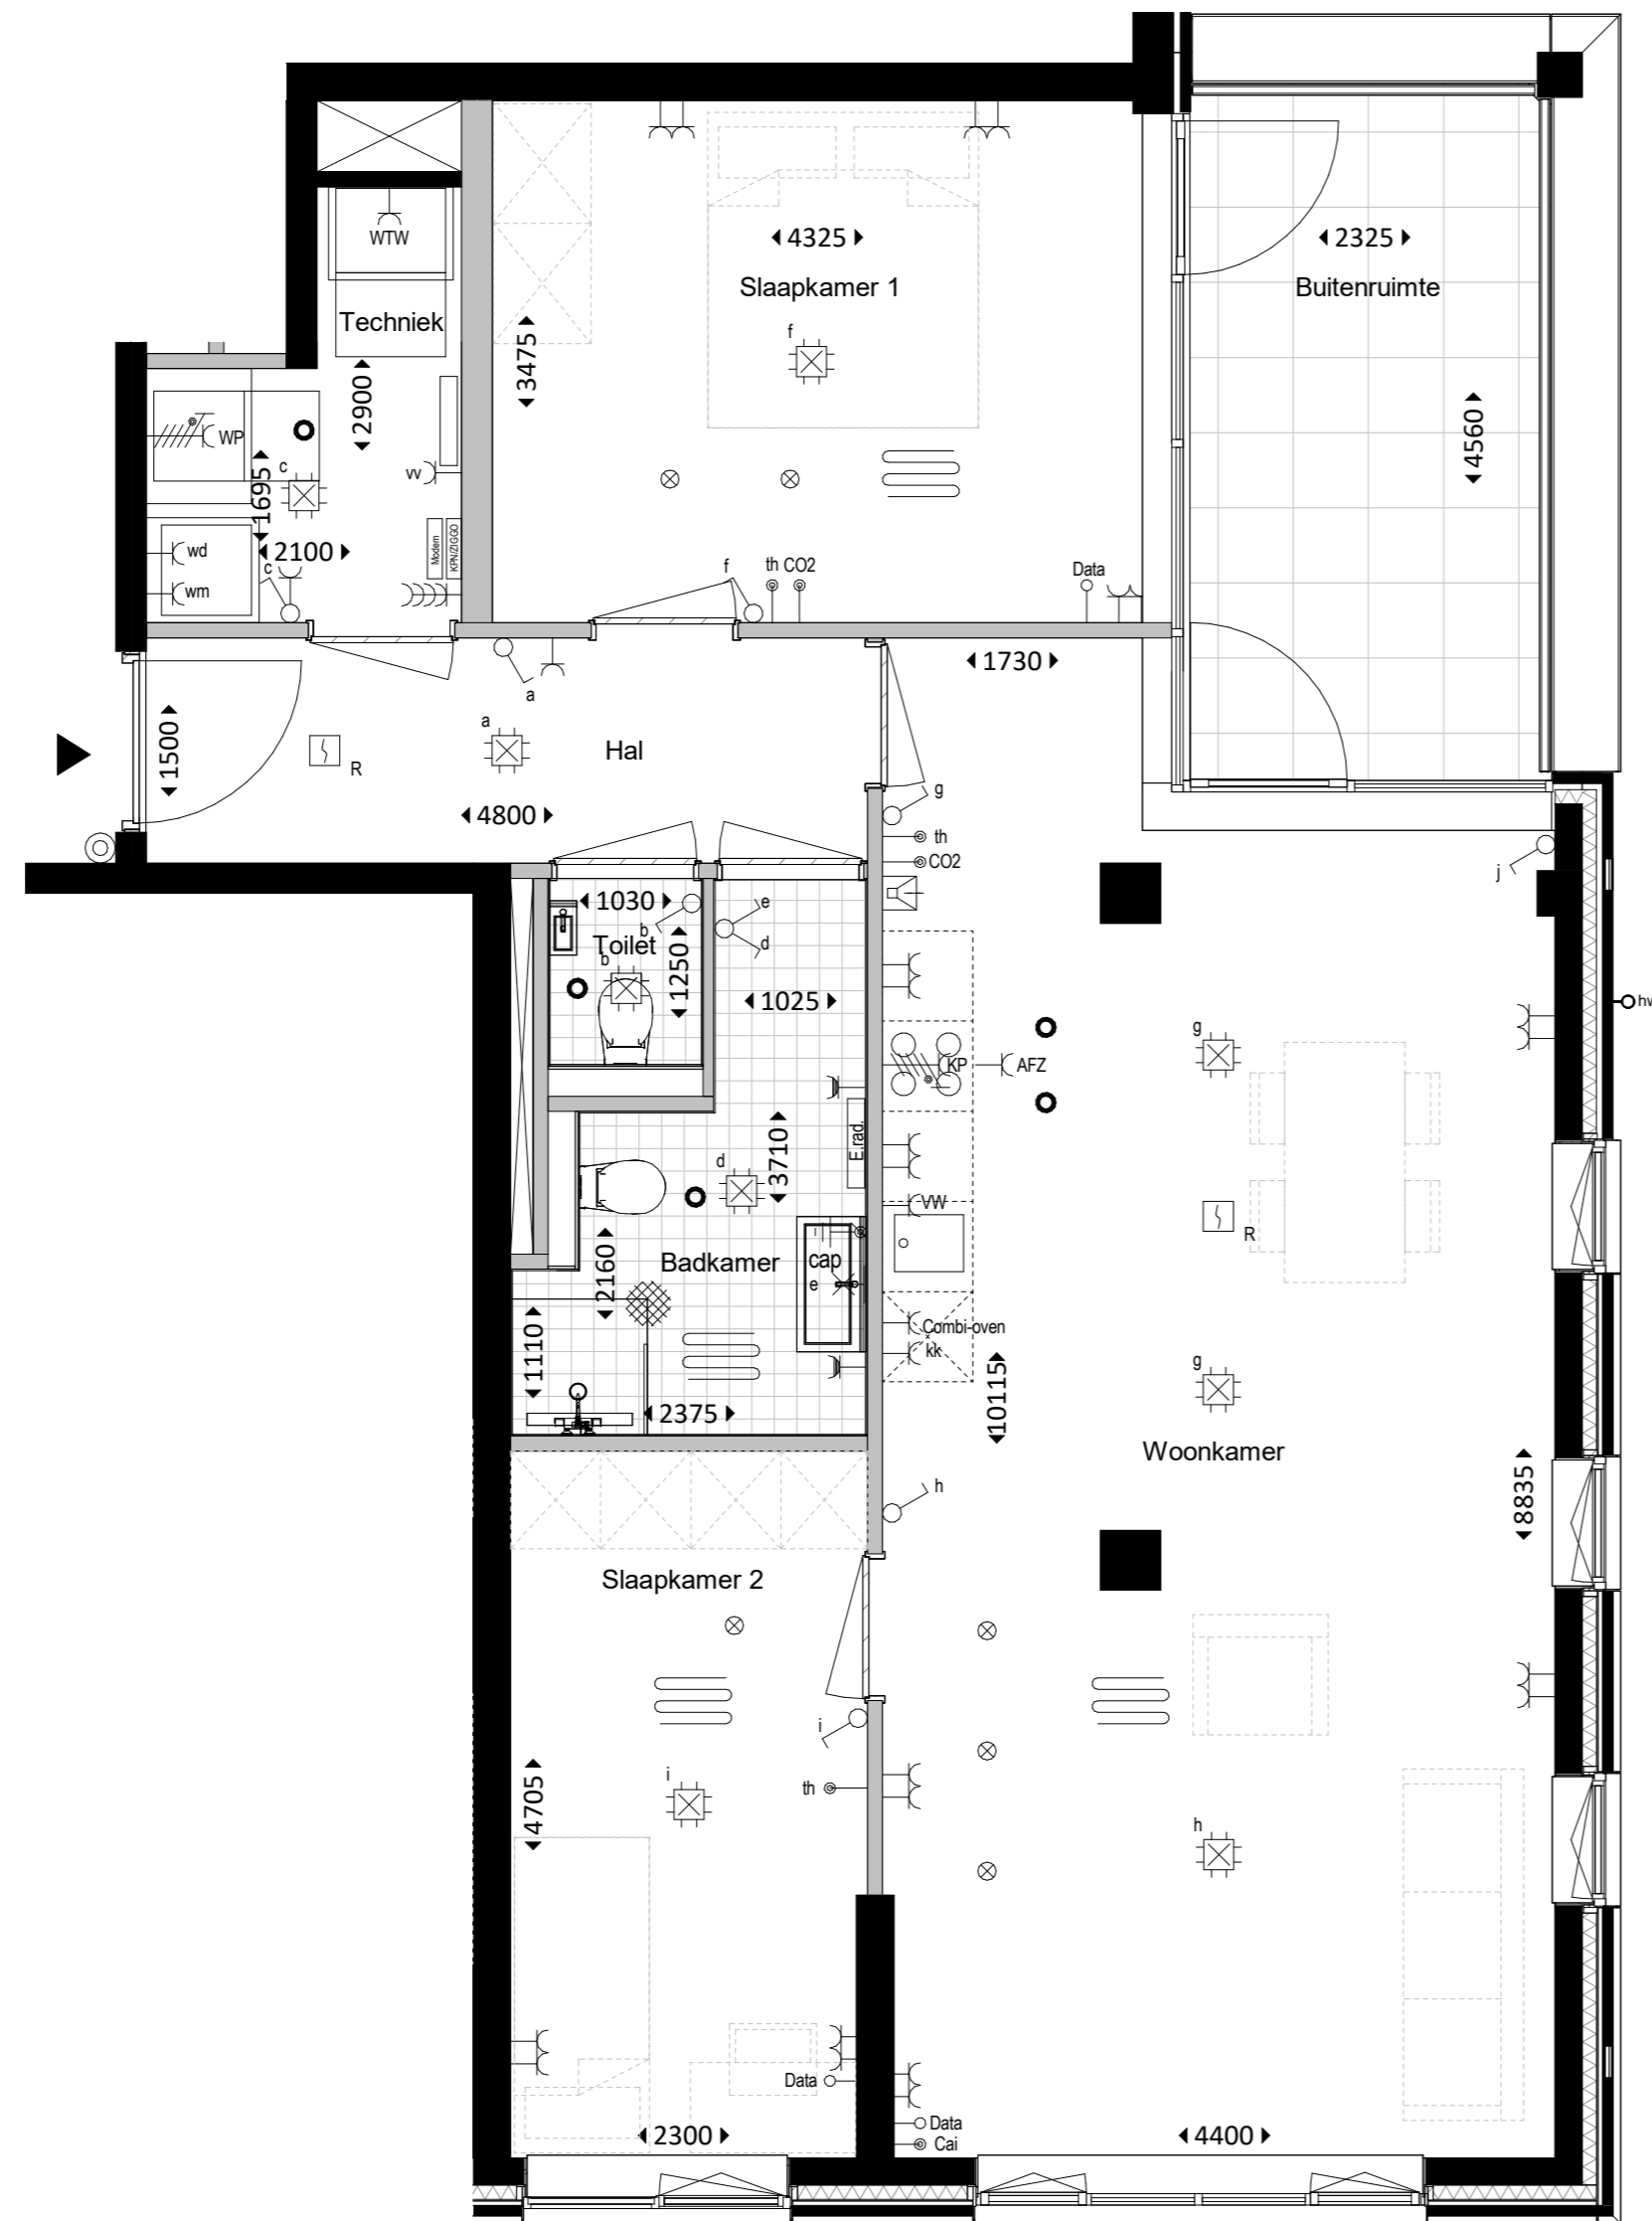 4325
2325
WTW
Slaapkamer 1
Buitenruimte
Techniek
f
3475
2900
4560
WP
c
vv
1695
wd
2100
Modem
KPN/ZIGGO
c
wm
f
th CO2
Data
1730
a
a
1500
R
Hal
4800
g
th
CO2
j
1030
b
e
Toilet
d
b
1250
1025
hv
g
KP
AFZ
E.rad.
3710
d
VW
R
2160
Badkamer
cap
e
1110
Combi-oven
kk
g
10115
2375
Woonkamer
8835
h
Slaapkamer 2
i
th
4705
i
h
Data
Data
2300
4400
Cai